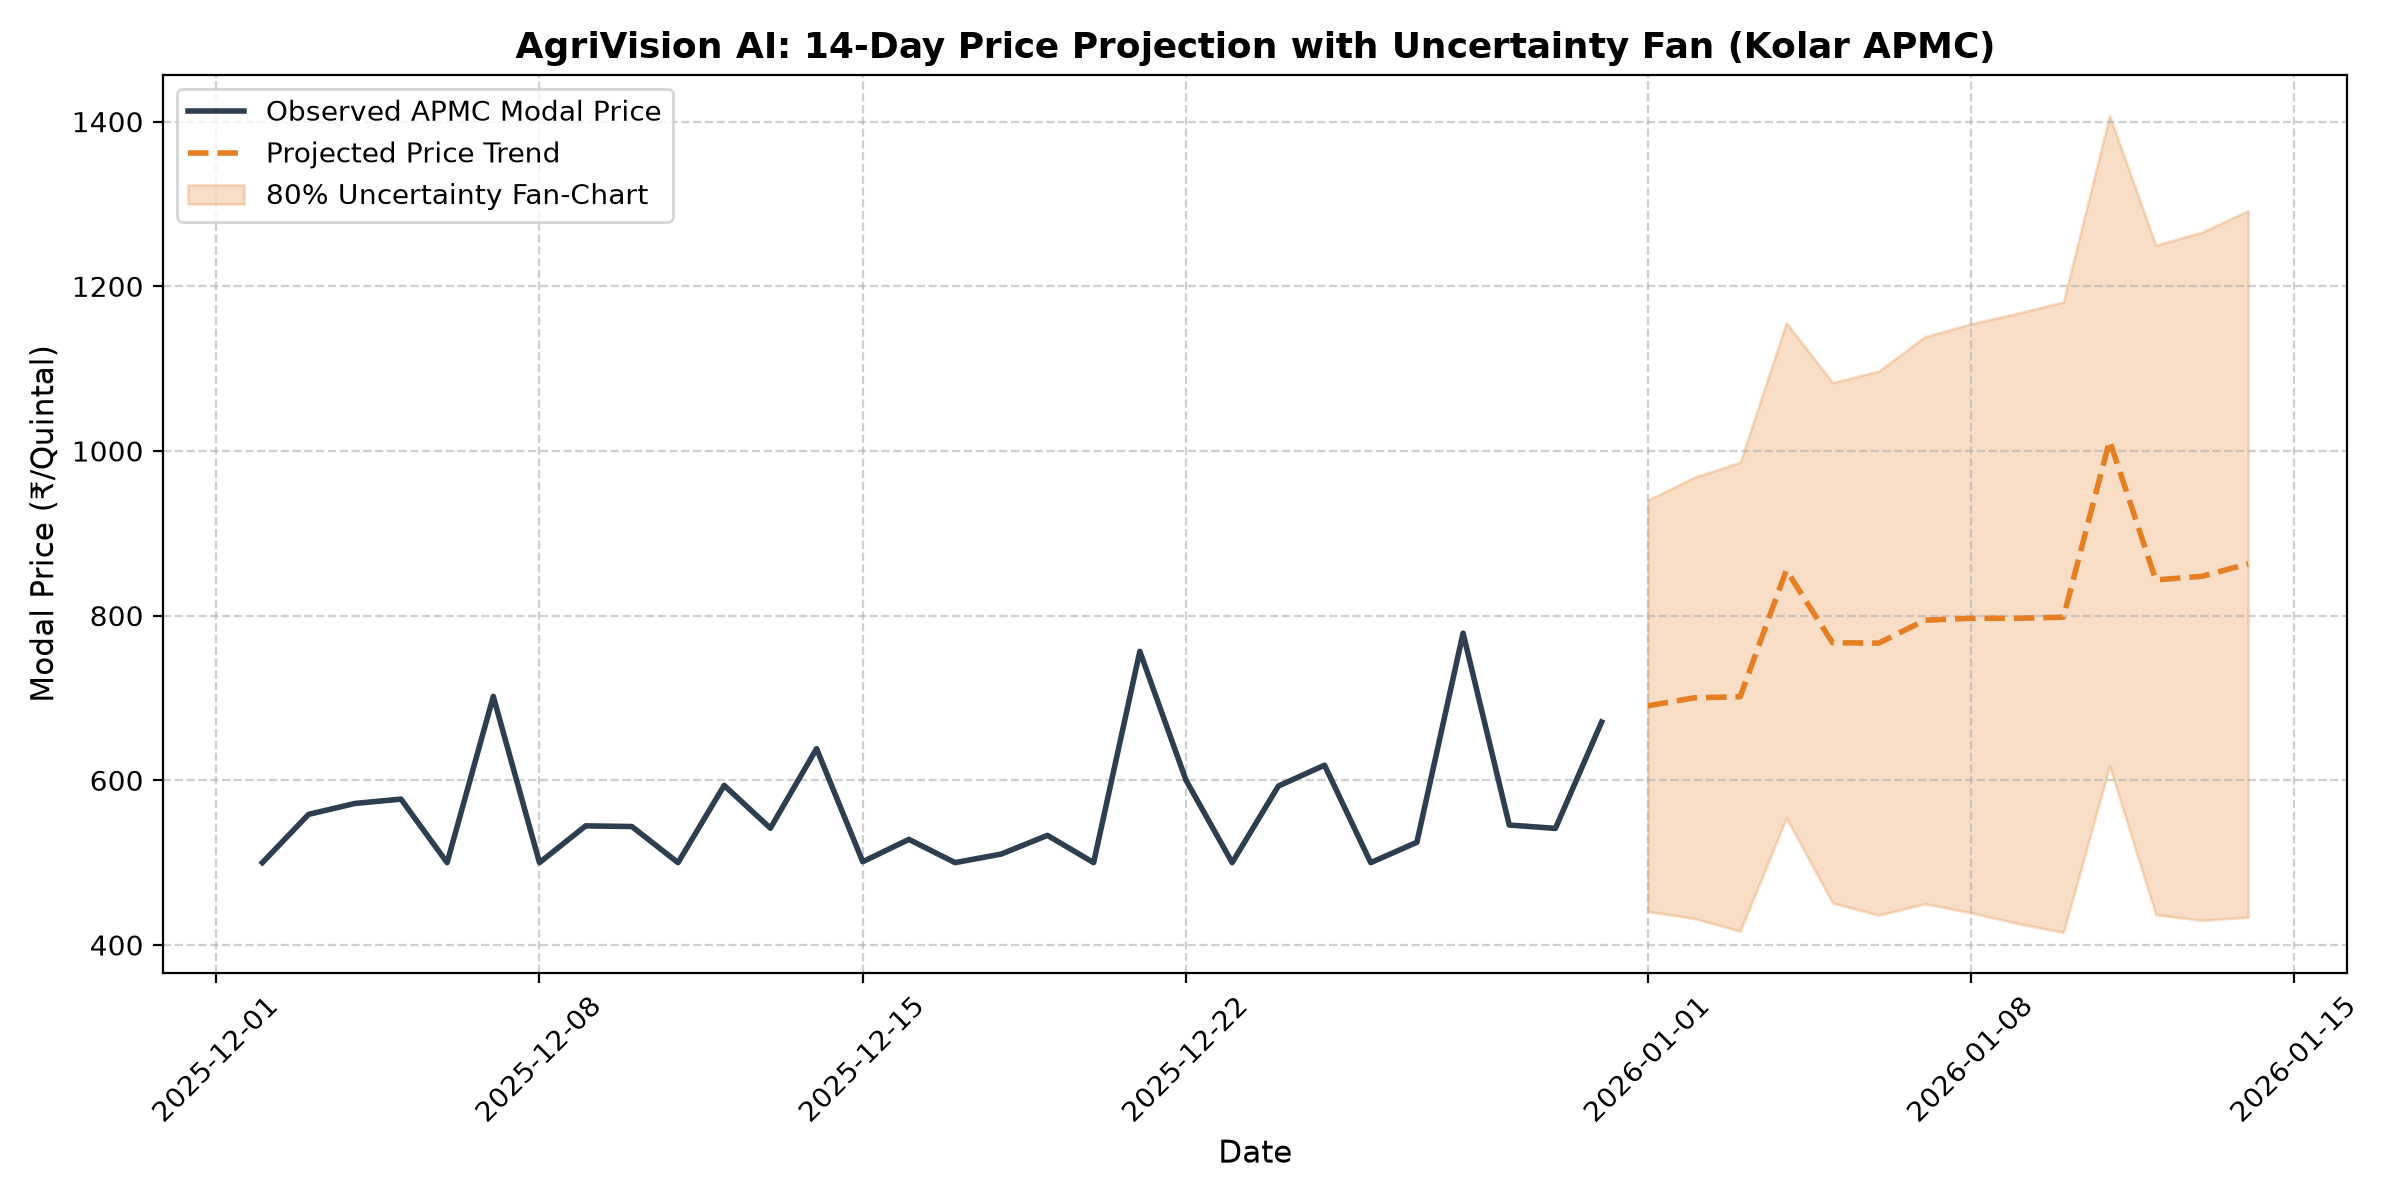 AgriVision AI: 14-Day Price Projection with Uncertainty Fan (Kolar APMC)
Observed APMC Modal Price
Projected Price Trend
80% Uncertainty Fan-Chart
Modal Price (₹/Quintal)
1400
1200
1000
800
600
400
2025-12-01
2025-12-08
2025-12-15
2025-12-22
2026-01-01
2026-01-08
2026-01-15
Date